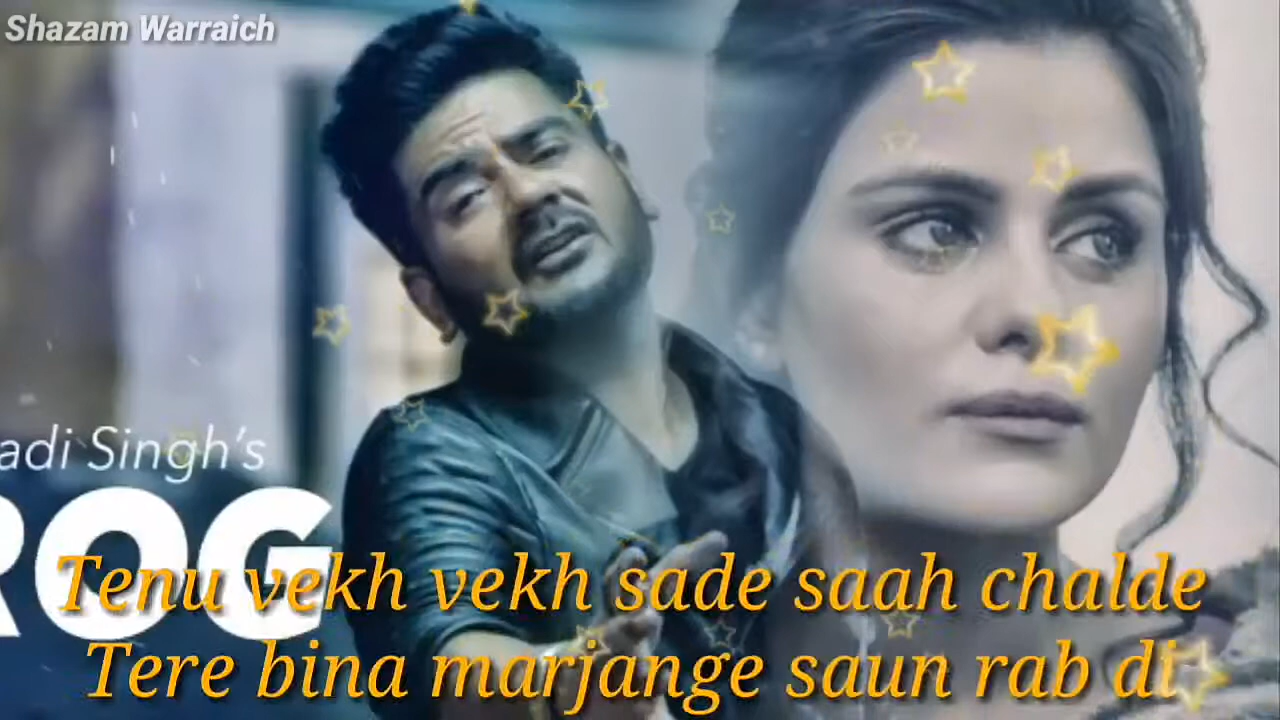 Shazam Warraich
adi Singh's
ROG
Tenu vekh vekh sade saah chalde
Tere bina marjange saun rab di